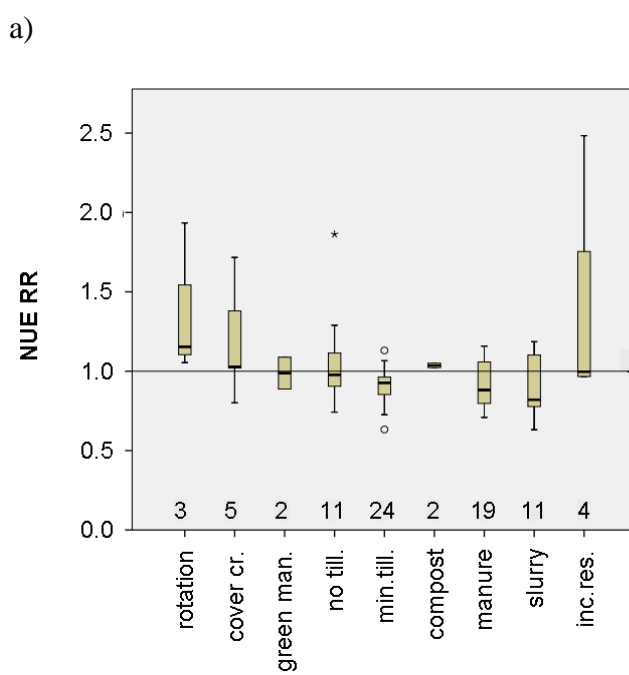 a)
NUE RR
2.5
2.0
1.5
1.0
0.5
0.0
3 5 2 11 24 2 19 11 4
rotation
cover cr.
green man.
no till.
min.till.
compost
manure
slurry
inc.res.